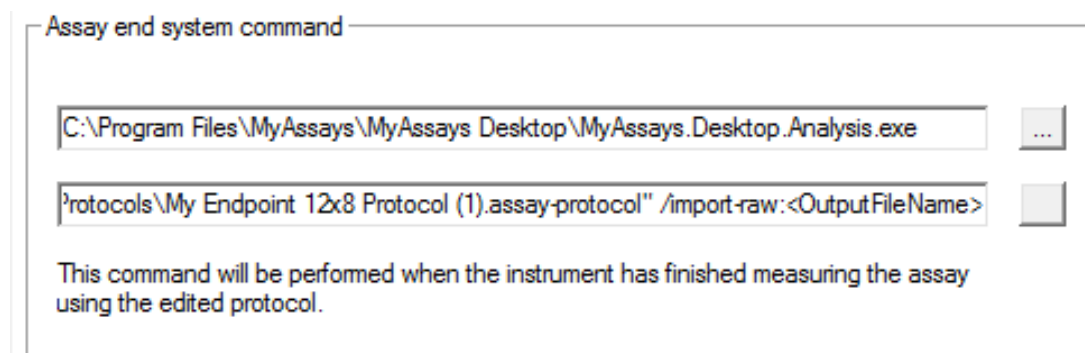 Assay end system command
C:\Program Files\MyAssays\MyAssays Desktop\MyAssays.Desktop.Analysis.exe
...
Protocols\My Endpoint 12x8 Protocol (1).assay-protocol" /import-raw:<OutputFileName>
This command will be performed when the instrument has finished measuring the assay
using the edited protocol.